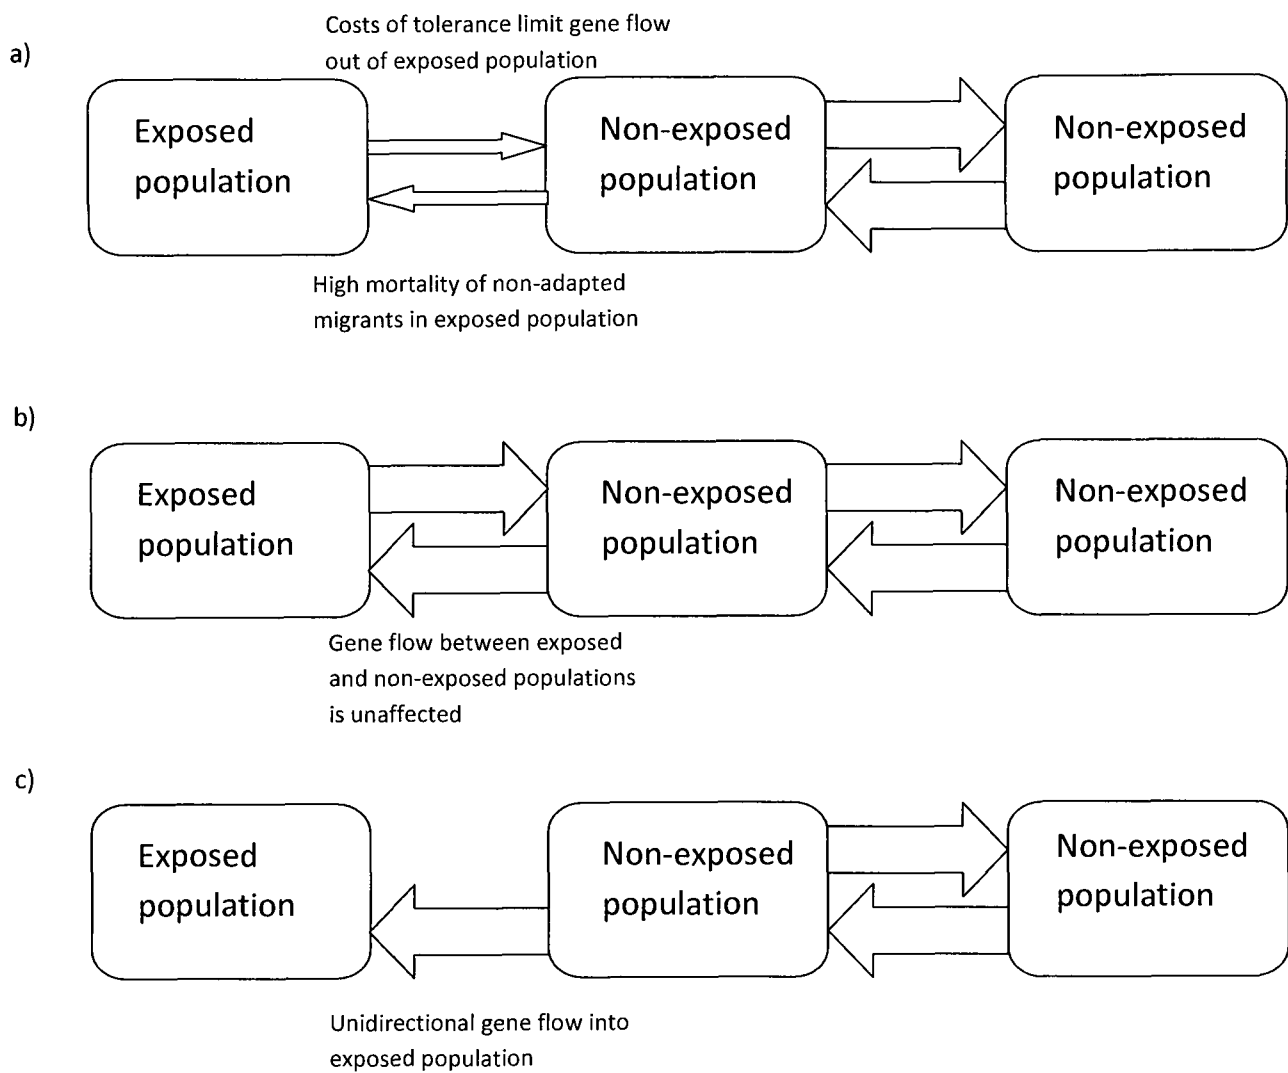 a)
Costs of tolerance limit gene flow
out of exposed population
Exposed
population
Non-exposed
population
Non-exposed
population
High mortality of non-adapted
migrants in exposed population
b)
Exposed
population
Non-exposed
population
Non-exposed
population
Gene flow between exposed
and non-exposed populations
is unaffected
c)
Exposed
population
Non-exposed
population
Non-exposed
population
Unidirectional gene flow into
exposed population